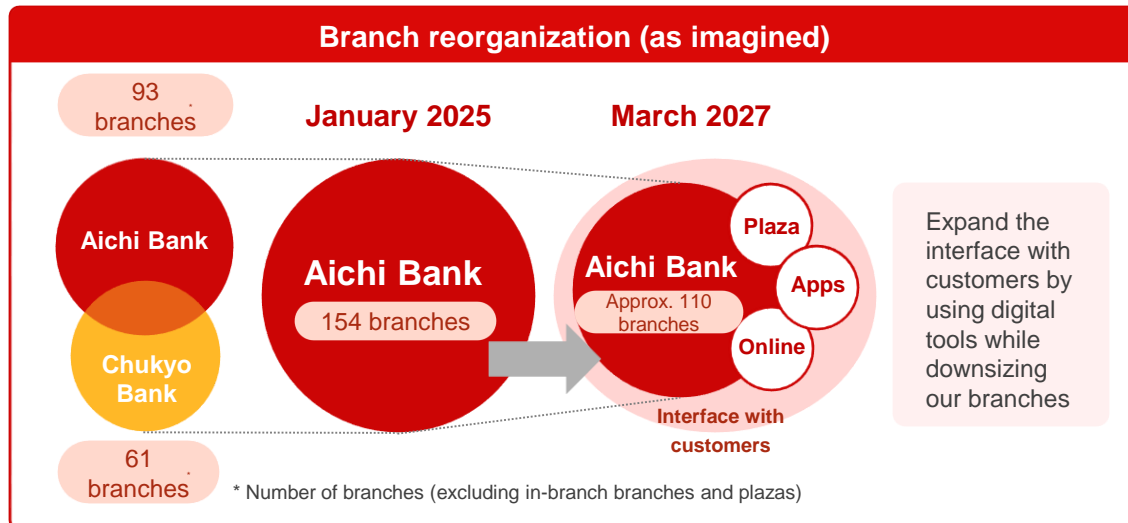 Branch reorganization (as imagined)
93
branches
January 2025
March 2027
Aichi Bank
Chukyo
Bank
61
branches
Aichi Bank
154 branches
Aichi Bank
Approx. 110
branches
Plaza
Apps
Online
Interface with
customers
Expand the
interface with
customers by
using digital
tools while
downsizing
our branches
* Number of branches (excluding in-branch branches and plazas)